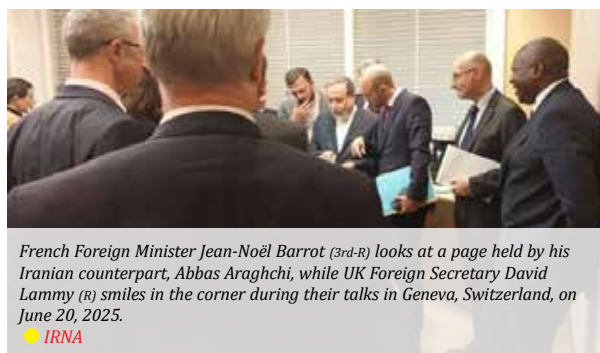 French Foreign Minister Jean-Noël Barrot (3rd-R) looks at a page held by his
Iranian counterpart, Abbas Araghchi, while UK Foreign Secretary David
Lammy (R) smiles in the corner during their talks in Geneva, Switzerland, on
June 20, 2025.
IRNA